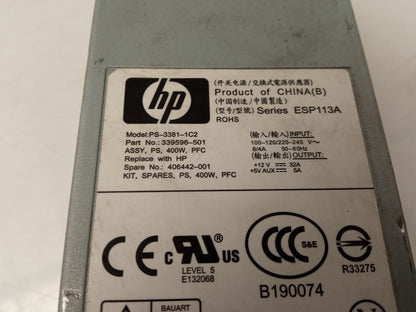 hp
(开关电源/交换式電源供應器)
Product of CHINA(B)
(中国制造/中國製造)
(型号/型號) Series ESP113A
ROHS
Model:PS-3381-1C2
Part No.: 339596-501
ASSY, PS, 400W, PFC
Replace with HP
Spare No.: 406442-001
KIT, SPARES, PS, 400W, PFC
(输入/輸入) INPUT:
100-120/220-240 V~
8/4A 50-60Hz
(输出/輸出) OUTPUT:
+12 V ⎓ 32A
+5V AUX ⎓ 5A
CE
c RU US
LEVEL 5
E132068
CCC
S&E
B190074
R33275
BAUART
N